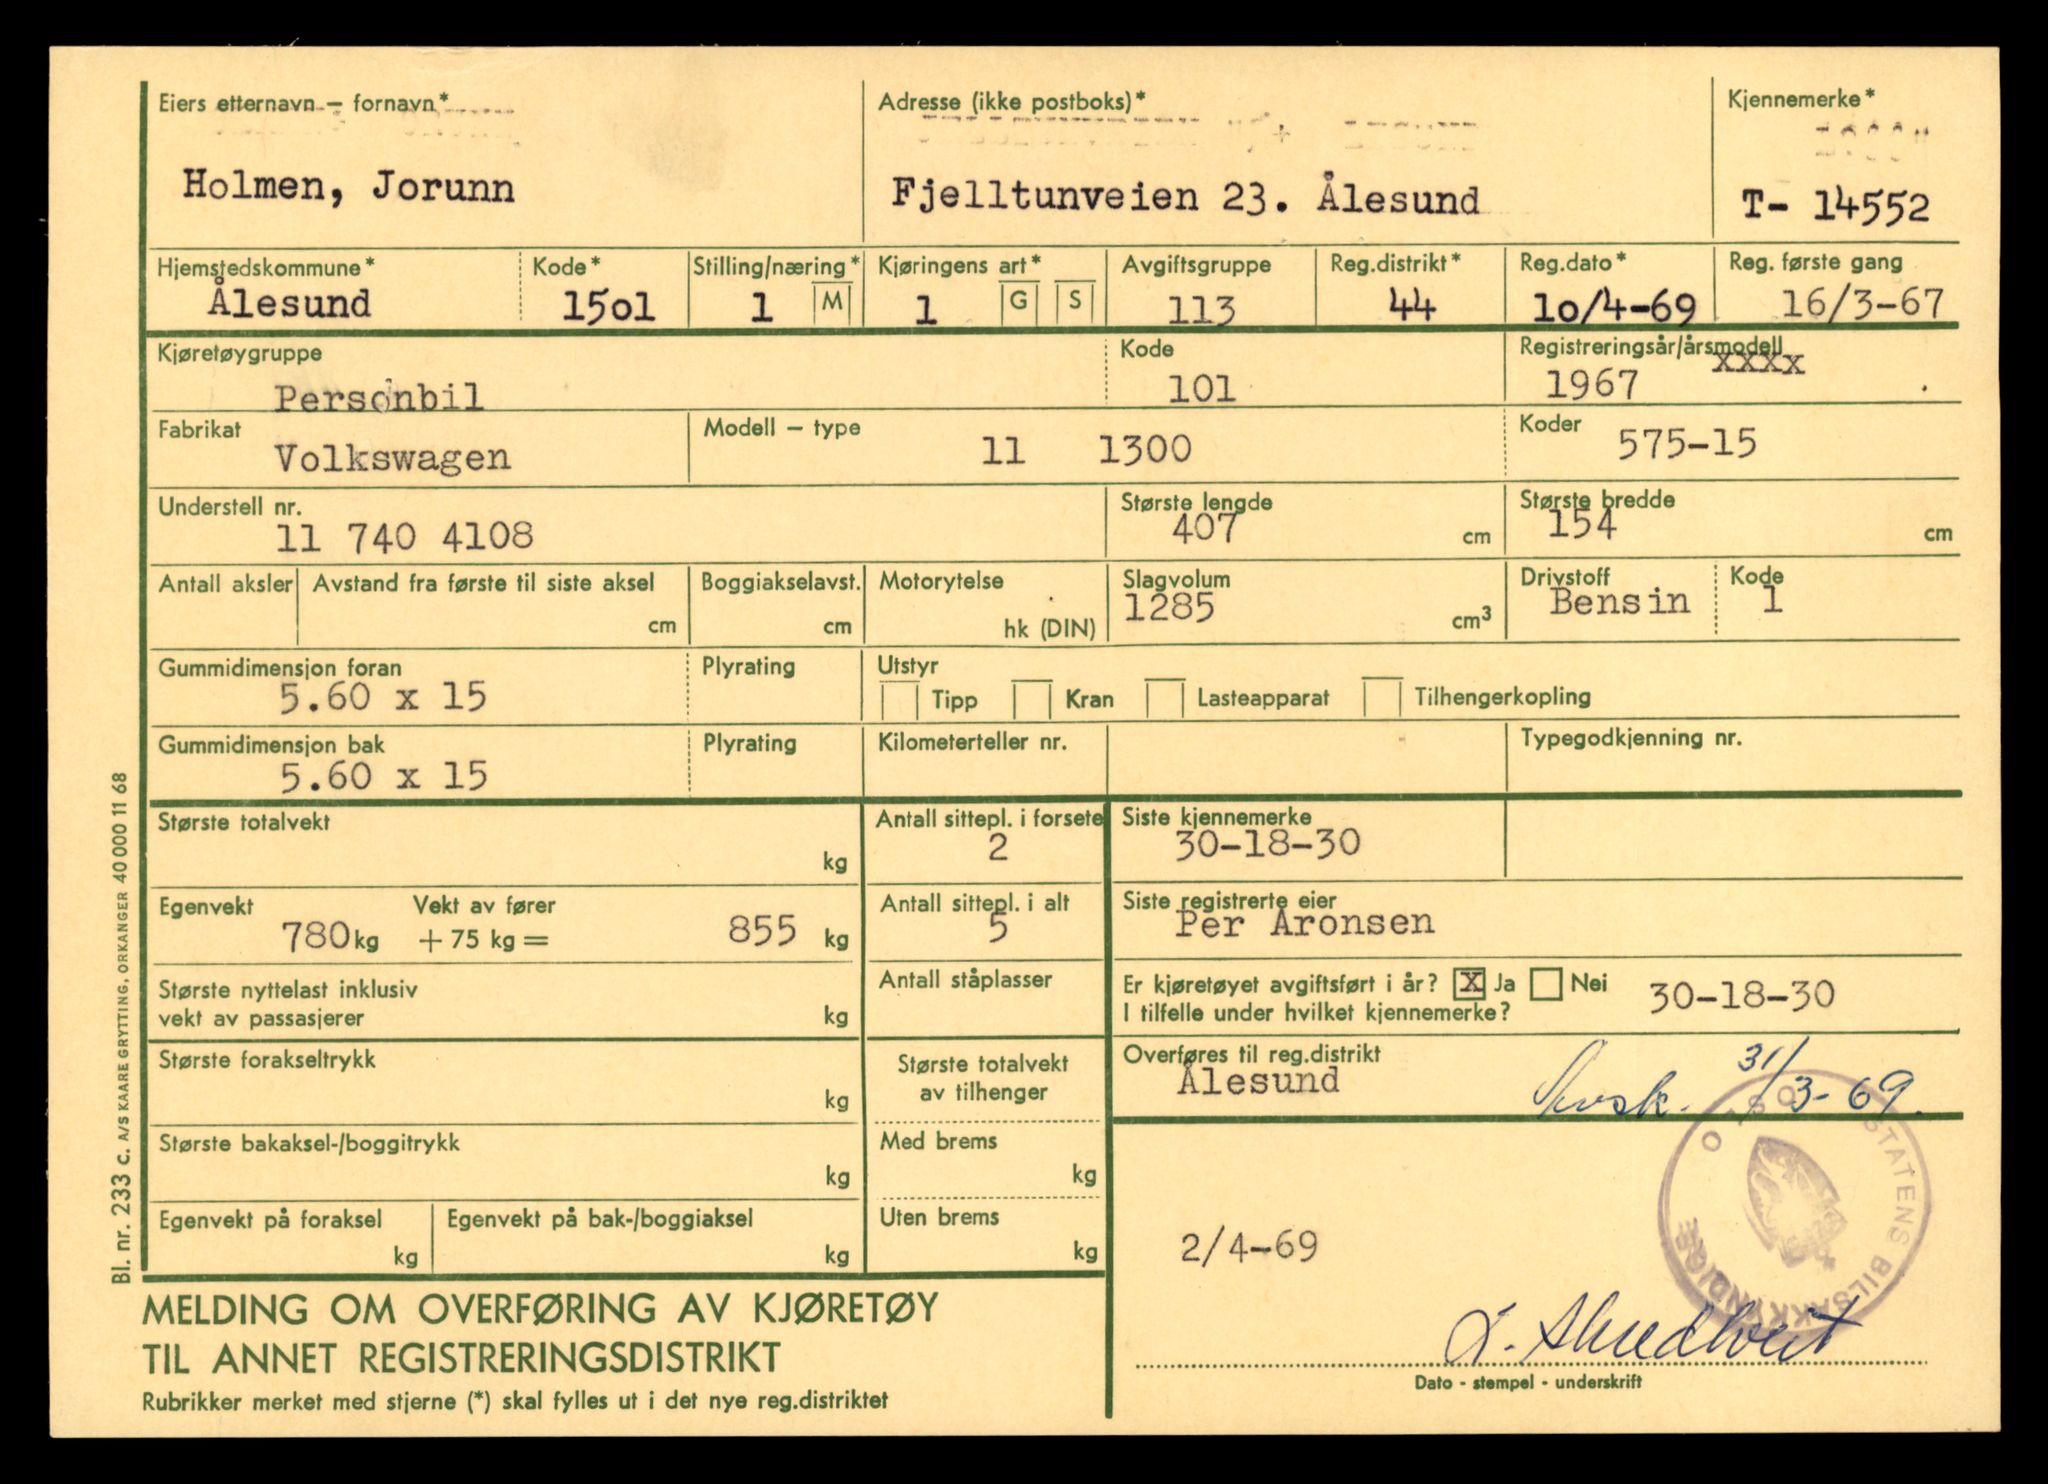 Eiers etternavn – fornavn* Adresse (ikke postboks)* Kjennemerke*
Holmen, Jorunn Fjelltunveien 23. Ålesund T- 14552
Hjemstedskommune* Kode* Stilling/næring* Kjøringens art* Avgiftsgruppe Reg.distrikt* Reg.dato* Reg. første gang
Ålesund 15o1 1 M 1 G S 113 44 1o/4-69 16/3-67
Kjøretøygruppe Kode Registreringsår/årsmodell
Personbil 101 1967 xxxx
Fabrikat Modell – type Koder
Volkswagen 11 1300 575-15
Understell nr. Største lengde Største bredde
11 740 4108 407 cm 154 cm
Antall aksler Avstand fra første til siste aksel Boggiakselavst. Motorytelse Slagvolum Drivstoff Kode
cm cm hk (DIN) 1285 cm³ Bensin 1
Gummidimensjon foran Plyrating Utstyr
5.60 x 15 Tipp Kran Lasteapparat Tilhengerkopling
Gummidimensjon bak Plyrating Kilometerteller nr. Typegodkjenning nr.
5.60 x 15
Største totalvekt Antall sittepl. i forsete Siste kjennemerke
kg 2 30-18-30
Egenvekt Vekt av fører Antall sittepl. i alt Siste registrerte eier
780 kg + 75 kg = 855 kg 5 Per Aronsen
Største nyttelast inklusiv Antall ståplasser Er kjøretøyet avgiftsført i år? X Ja Nei 30-18-30
vekt av passasjerer kg I tilfelle under hvilket kjennemerke?
Største forakseltrykk Største totalvekt Overføres til reg.distrikt
kg av tilhenger Ålesund 31/3-69.
Største bakaksel-/boggitrykk Med brems
kg kg
Egenvekt på foraksel Egenvekt på bak-/boggiaksel Uten brems
kg kg kg 2/4-69
STATENS BILSAKKYNDIGE OSLO
MELDING OM OVERFØRING AV KJØRETØY
TIL ANNET REGISTRERINGSDISTRIKT
Dato - stempel - underskrift
Rubrikker merket med stjerne (*) skal fylles ut i det nye reg.distriktet
Bl. nr. 233 c. A/S KAARE GRYTTING, ORKANGER 40 000 11 68